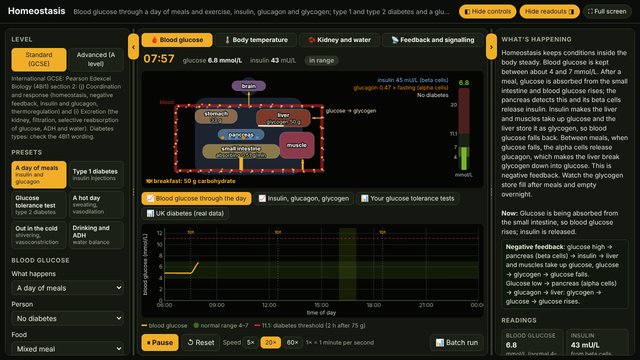 Homeostasis
Blood glucose through a day of meals and exercise, insulin, glucagon and glycogen; type 1 and type 2 diabetes and a glu...
Hide controls
Hide readouts
Full screen
LEVEL
Standard (GCSE)
Advanced (A level)
International GCSE: Pearson Edexcel Biology (4BI1) section 2: (j) Coordination and response (homeostasis, negative feedback, insulin and glucagon, thermoregulation) and (i) Excretion (the kidney, filtration, selective reabsorption of glucose, ADH and water). Diabetes types: check the 4BI1 wording.
PRESETS
A day of meals
insulin and glucagon
Type 1 diabetes
insulin injections
Glucose tolerance test
type 2 diabetes
A hot day
sweating, vasodilation
Out in the cold
shivering, vasoconstriction
Drinking and ADH
water balance
BLOOD GLUCOSE
What happens
A day of meals
Person
No diabetes
Food
Mixed meal
Blood glucose
Body temperature
Kidney and water
Feedback and signalling
07:57
glucose 6.8 mmol/L
insulin 43 mU/L
in range
insulin 45 mU/L (beta cells)
glucagon 0.47 × fasting (alpha cells)
No diabetes
blood
brain
stomach
liver
glycogen 50 g
glucose → glycogen
pancreas
small intestine
muscle
breakfast: 50 g carbohydrate
6.8
20
11.1
7
4
mmol/L
Blood glucose through the day
Insulin, glucagon, glycogen
Your glucose tolerance tests
UK diabetes (real data)
blood glucose (mmol/L)
12
10
8
6
4
2
0
06:00
09:00
12:00
15:00
18:00
21:00
00:00
time of day
blood glucose
normal range 4–7
11.1 diabetes threshold (2 h after 75 g)
Pause
Reset
Speed
5×
20×
60×
1× = 1 minute per second
Batch run
WHAT'S HAPPENING
Homeostasis keeps conditions inside the body steady. Blood glucose is kept between about 4 and 7 mmol/L. After a meal, glucose is absorbed from the small intestine and blood glucose rises; the pancreas detects this and its beta cells release insulin. Insulin makes the liver and muscles take up glucose and the liver store it as glycogen, so blood glucose falls back. Between meals, when glucose falls, the alpha cells release glucagon, which makes the liver break glycogen down into glucose. This is negative feedback. Watch the glycogen store fill after meals and empty overnight.
Now: Glucose is being absorbed from the small intestine, so blood glucose rises; insulin is released.
Negative feedback: glucose high → pancreas (beta cells) → insulin → liver and muscles take up glucose, glucose → glycogen → glucose falls.
Glucose low → pancreas (alpha cells) → glucagon → liver: glycogen → glucose → glucose rises.
READINGS
BLOOD GLUCOSE
6.8
INSULIN
43 mU/L